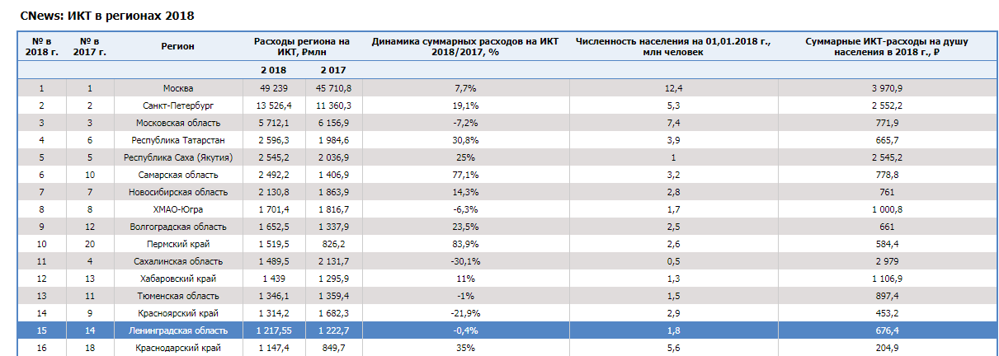 CNews: ИКТ в регионах 2018
№ в 2018 г. № в 2017 г. Регион Расходы региона на ИКТ, ₽млн Динамика суммарных расходов на ИКТ 2018/2017, % Численность населения на 01,01.2018 г., млн человек Суммарные ИКТ-расходы на душу населения в 2018 г., ₽
2 018 2 017
1 1 Москва 49 239 45 710,8 7,7% 12,4 3 970,9
2 2 Санкт-Петербург 13 526,4 11 360,3 19,1% 5,3 2 552,2
3 3 Московская область 5 712,1 6 156,9 -7,2% 7,4 771,9
4 6 Республика Татарстан 2 596,3 1 984,6 30,8% 3,9 665,7
5 5 Республика Саха (Якутия) 2 545,2 2 036,9 25% 1 2 545,2
6 10 Самарская область 2 492,2 1 406,9 77,1% 3,2 778,8
7 7 Новосибирская область 2 130,8 1 863,9 14,3% 2,8 761
8 8 ХМАО-Югра 1 701,4 1 816,7 -6,3% 1,7 1 000,8
9 12 Волгоградская область 1 652,5 1 337,9 23,5% 2,5 661
10 20 Пермский край 1 519,5 826,2 83,9% 2,6 584,4
11 4 Сахалинская область 1 489,5 2 131,7 -30,1% 0,5 2 979
12 13 Хабаровский край 1 439 1 295,9 11% 1,3 1 106,9
13 11 Тюменская область 1 346,1 1 359,4 -1% 1,5 897,4
14 9 Красноярский край 1 314,2 1 682,3 -21,9% 2,9 453,2
15 14 Ленинградская область 1 217,55 1 222,7 -0,4% 1,8 676,4
16 18 Краснодарский край 1 147,4 849,7 35% 5,6 204,9